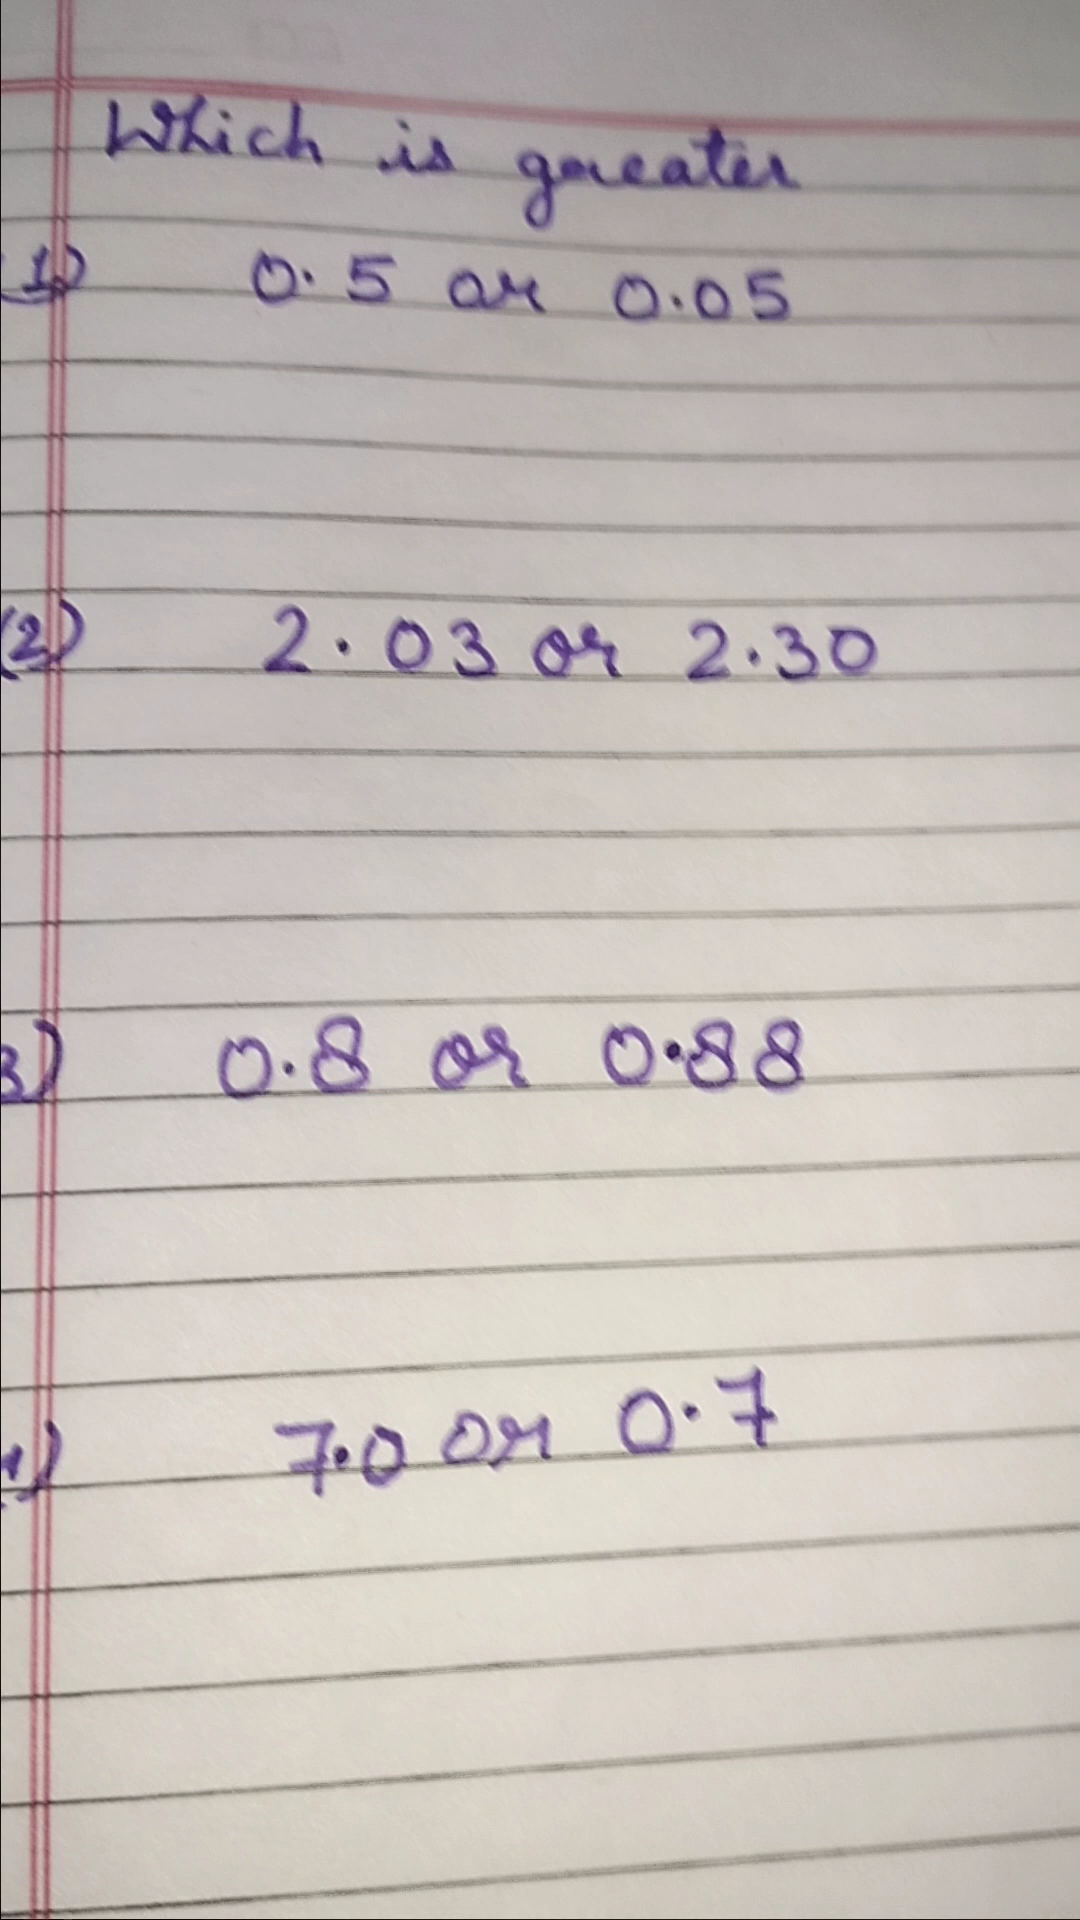 Which is greater
1) 0.5 or 0.05
(2) 2.03 or 2.30
3) 0.8 or 0.88
7.0 or 0.7